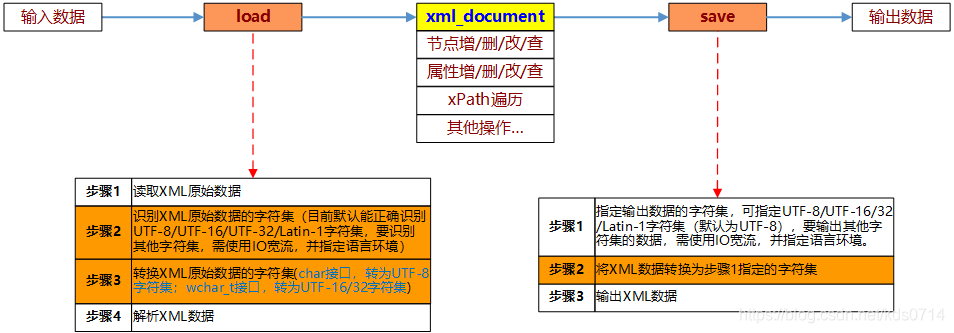 输入数据
load
xml_document
save
输出数据
节点增/删/改/查
属性增/删/改/查
xPath遍历
其他操作...
步骤1
读取XML原始数据
步骤2
识别XML原始数据的字符集（目前默认能正确识别
UTF-8/UTF-16/UTF-32/Latin-1字符集，要识别
其他字符集，需使用IO宽流，并指定语言环境）
步骤3
转换XML原始数据的字符集(char接口，转为UTF-8
字符集；wchar_t接口，转为UTF-16/32字符集)
步骤4
解析XML数据
步骤1
指定输出数据的字符集，可指定UTF-8/UTF-16/32
/Latin-1字符集（默认为UTF-8），要输出其他字
符集的数据，需使用IO宽流，并指定语言环境。
步骤2
将XML数据转换为步骤1指定的字符集
步骤3
输出XML数据
https://blog.csdn.net/kds0714